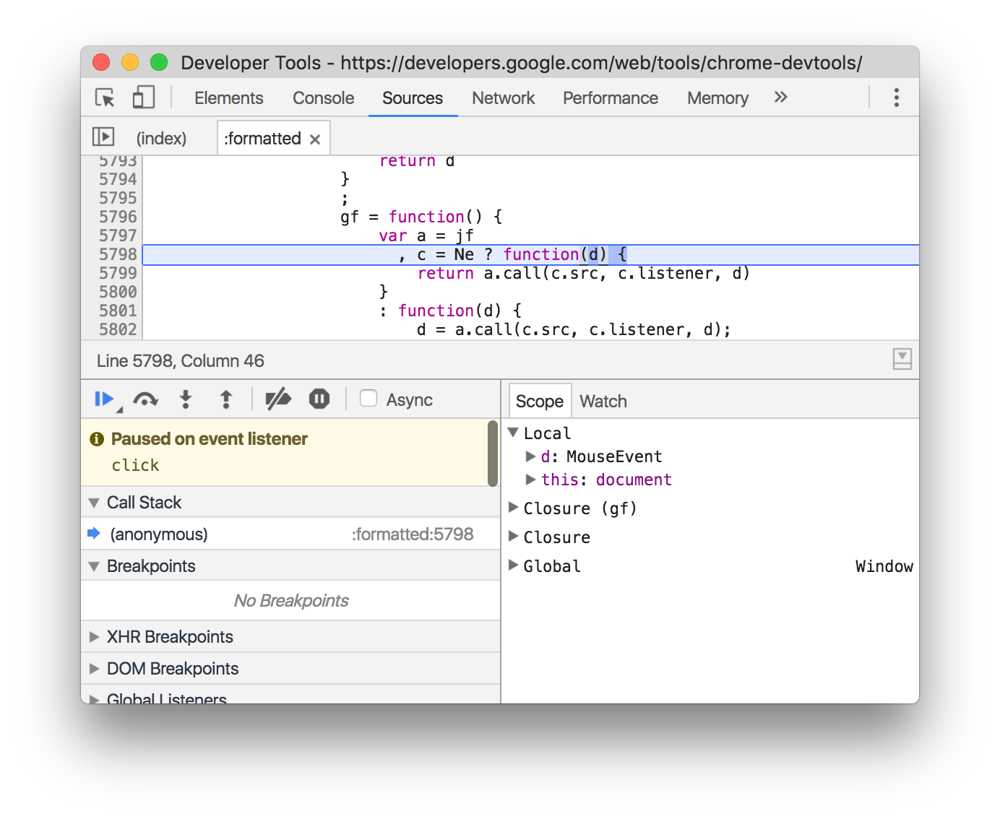 Developer Tools - https://developers.google.com/web/tools/chrome-devtools/
Elements Console Sources Network Performance Memory »
(index) :formatted ×
5793 return d
5794 }
5795 ;
5796 gf = function() {
5797 var a = jf
5798 , c = Ne ? function(d) {
5799 return a.call(c.src, c.listener, d)
5800 }
5801 : function(d) {
5802 d = a.call(c.src, c.listener, d);
Line 5798, Column 46
Async
Paused on event listener
click
Call Stack
(anonymous) :formatted:5798
Breakpoints
No Breakpoints
XHR Breakpoints
DOM Breakpoints
Global Listeners
Scope Watch
Local
d: MouseEvent
this: document
Closure (gf)
Closure
Global Window